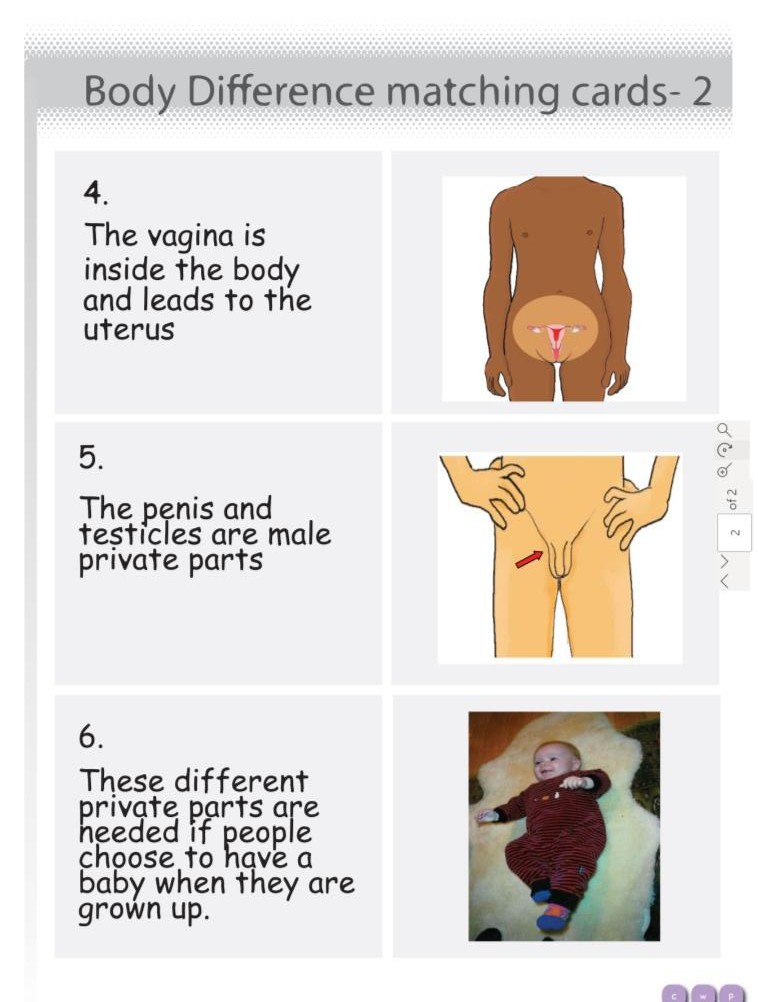 Body Difference matching cards- 2
4.
The vagina is
inside the body
and leads to the
uterus
5.
The penis and
testicles are male
private parts
6.
These different
private parts are
needed if people
choose to have a
baby when they are
grown up.
2
of 2
c w p